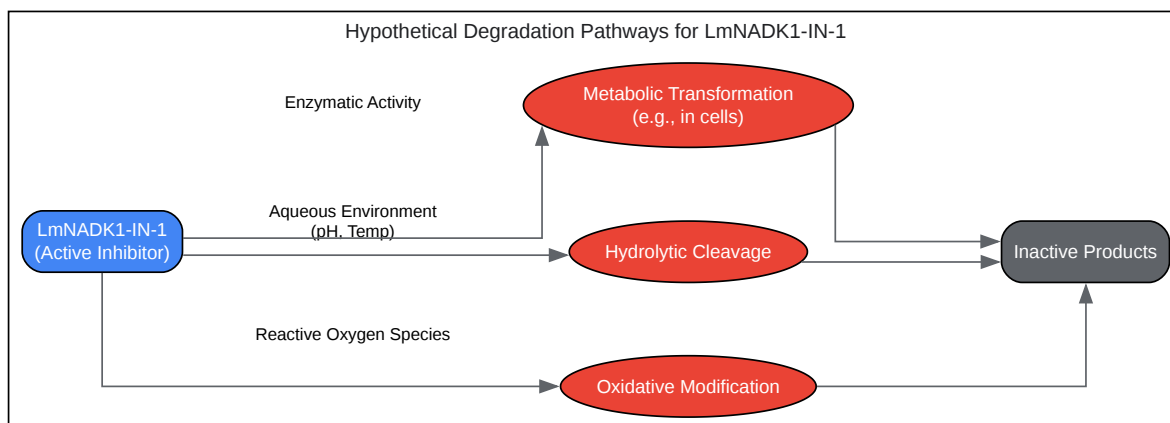 Hypothetical Degradation Pathways for LmNADK1-IN-1
Enzymatic Activity
Metabolic Transformation
(e.g., in cells)
Aqueous Environment
(pH, Temp)
LmNADK1-IN-1
(Active Inhibitor)
Hydrolytic Cleavage
Inactive Products
Reactive Oxygen Species
Oxidative Modification